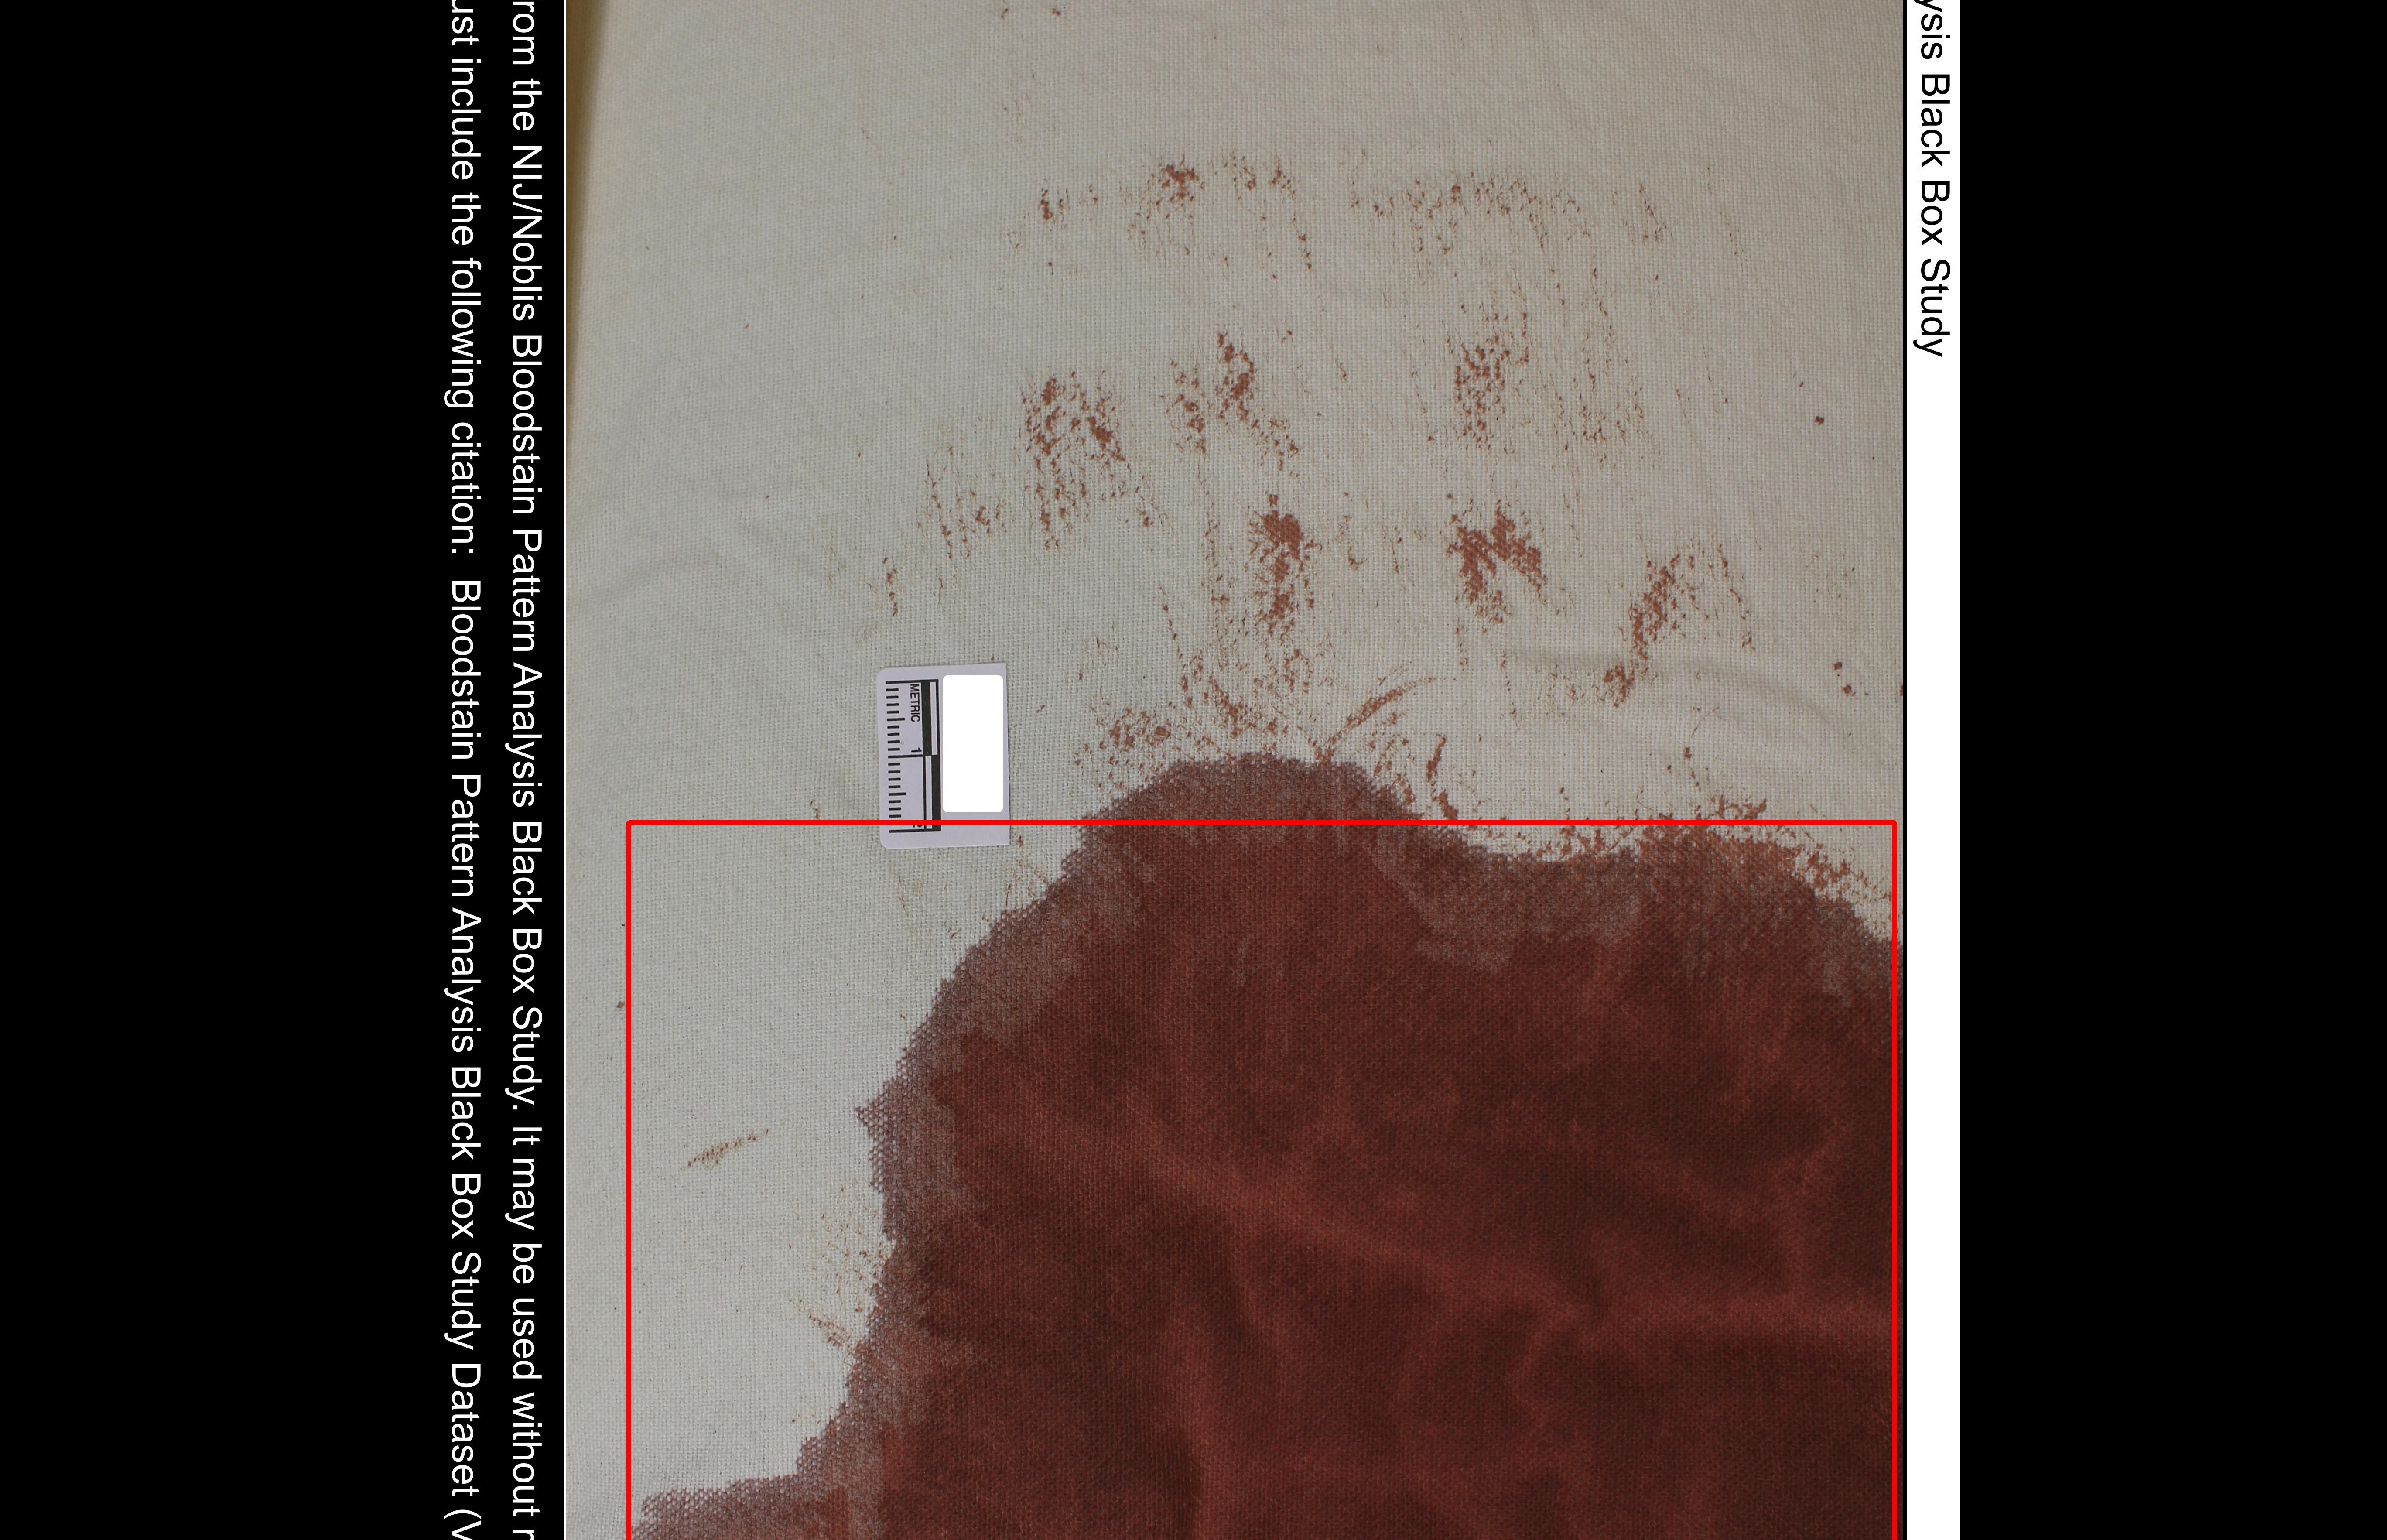 ysis Black Box Study
rom the NIJ/Noblis Bloodstain Pattern Analysis Black Box Study. It may be used without
ust include the following citation: Bloodstain Pattern Analysis Black Box Study Dataset (
METRIC
1
2